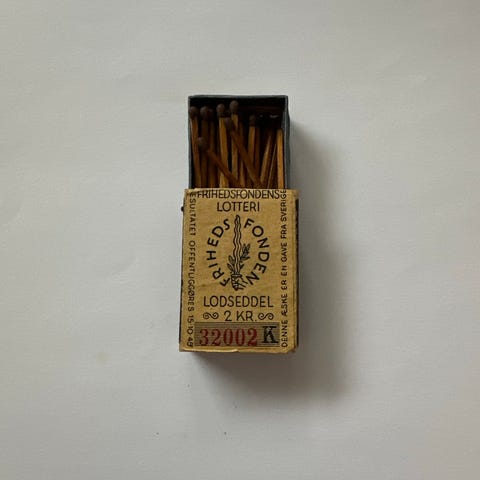 FRIHEDSFONDENS
LOTTERI
FRIHEDS FONDEN
LODSEDDEL
2 KR.
32002 K
RESULTATET OFFENTLIGGØRES 15.10.45
DENNE ÆSKE ER EN GAVE FRA SVERIGE